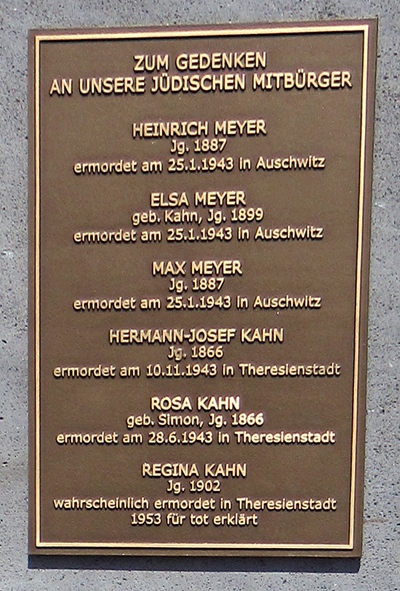 ZUM GEDENKEN
AN UNSERE JÜDISCHEN MITBÜRGER
HEINRICH MEYER
Jg. 1887
ermordet am 25.1.1943 in Auschwitz
ELSA MEYER
geb. Kahn, Jg. 1899
ermordet am 25.1.1943 in Auschwitz
MAX MEYER
Jg. 1887
ermordet am 25.1.1943 in Auschwitz
HERMANN-JOSEF KAHN
Jg. 1866
ermordet am 10.11.1943 in Theresienstadt
ROSA KAHN
geb. Simon, Jg. 1866
ermordet am 28.6.1943 in Theresienstadt
REGINA KAHN
Jg. 1902
wahrscheinlich ermordet in Theresienstadt
1953 für tot erklärt